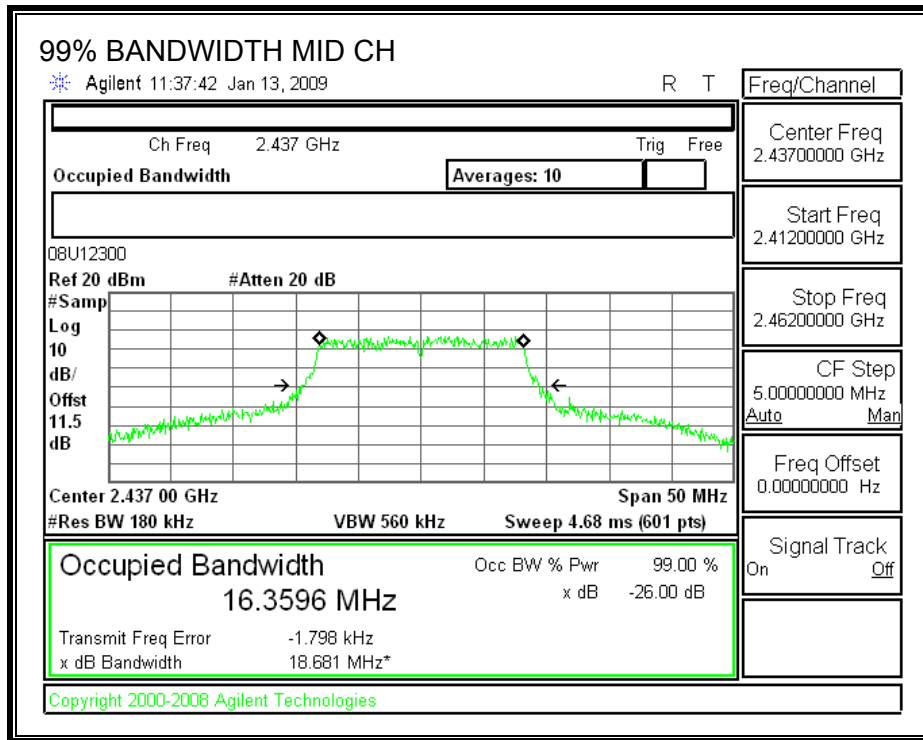 99% BANDWIDTH MID CH
Agilent 11:37:42 Jan 13, 2009 R T
Freq/Channel
Ch Freq 2.437 GHz Trig Free
Occupied Bandwidth Averages: 10
Center Freq
2.43700000 GHz
Start Freq
2.41200000 GHz
Stop Freq
2.46200000 GHz
CF Step
5.00000000 MHz
Auto Man
Freq Offset
0.00000000 Hz
Signal Track
On Off
08U12300
Ref 20 dBm #Atten 20 dB
#Samp
Log
10
dB/
Offst
11.5
dB
Center 2.437 00 GHz Span 50 MHz
#Res BW 180 kHz VBW 560 kHz Sweep 4.68 ms (601 pts)
Occupied Bandwidth Occ BW % Pwr 99.00 %
16.3596 MHz x dB -26.00 dB
Transmit Freq Error -1.798 kHz
x dB Bandwidth 18.681 MHz*
Copyright 2000-2008 Agilent Technologies